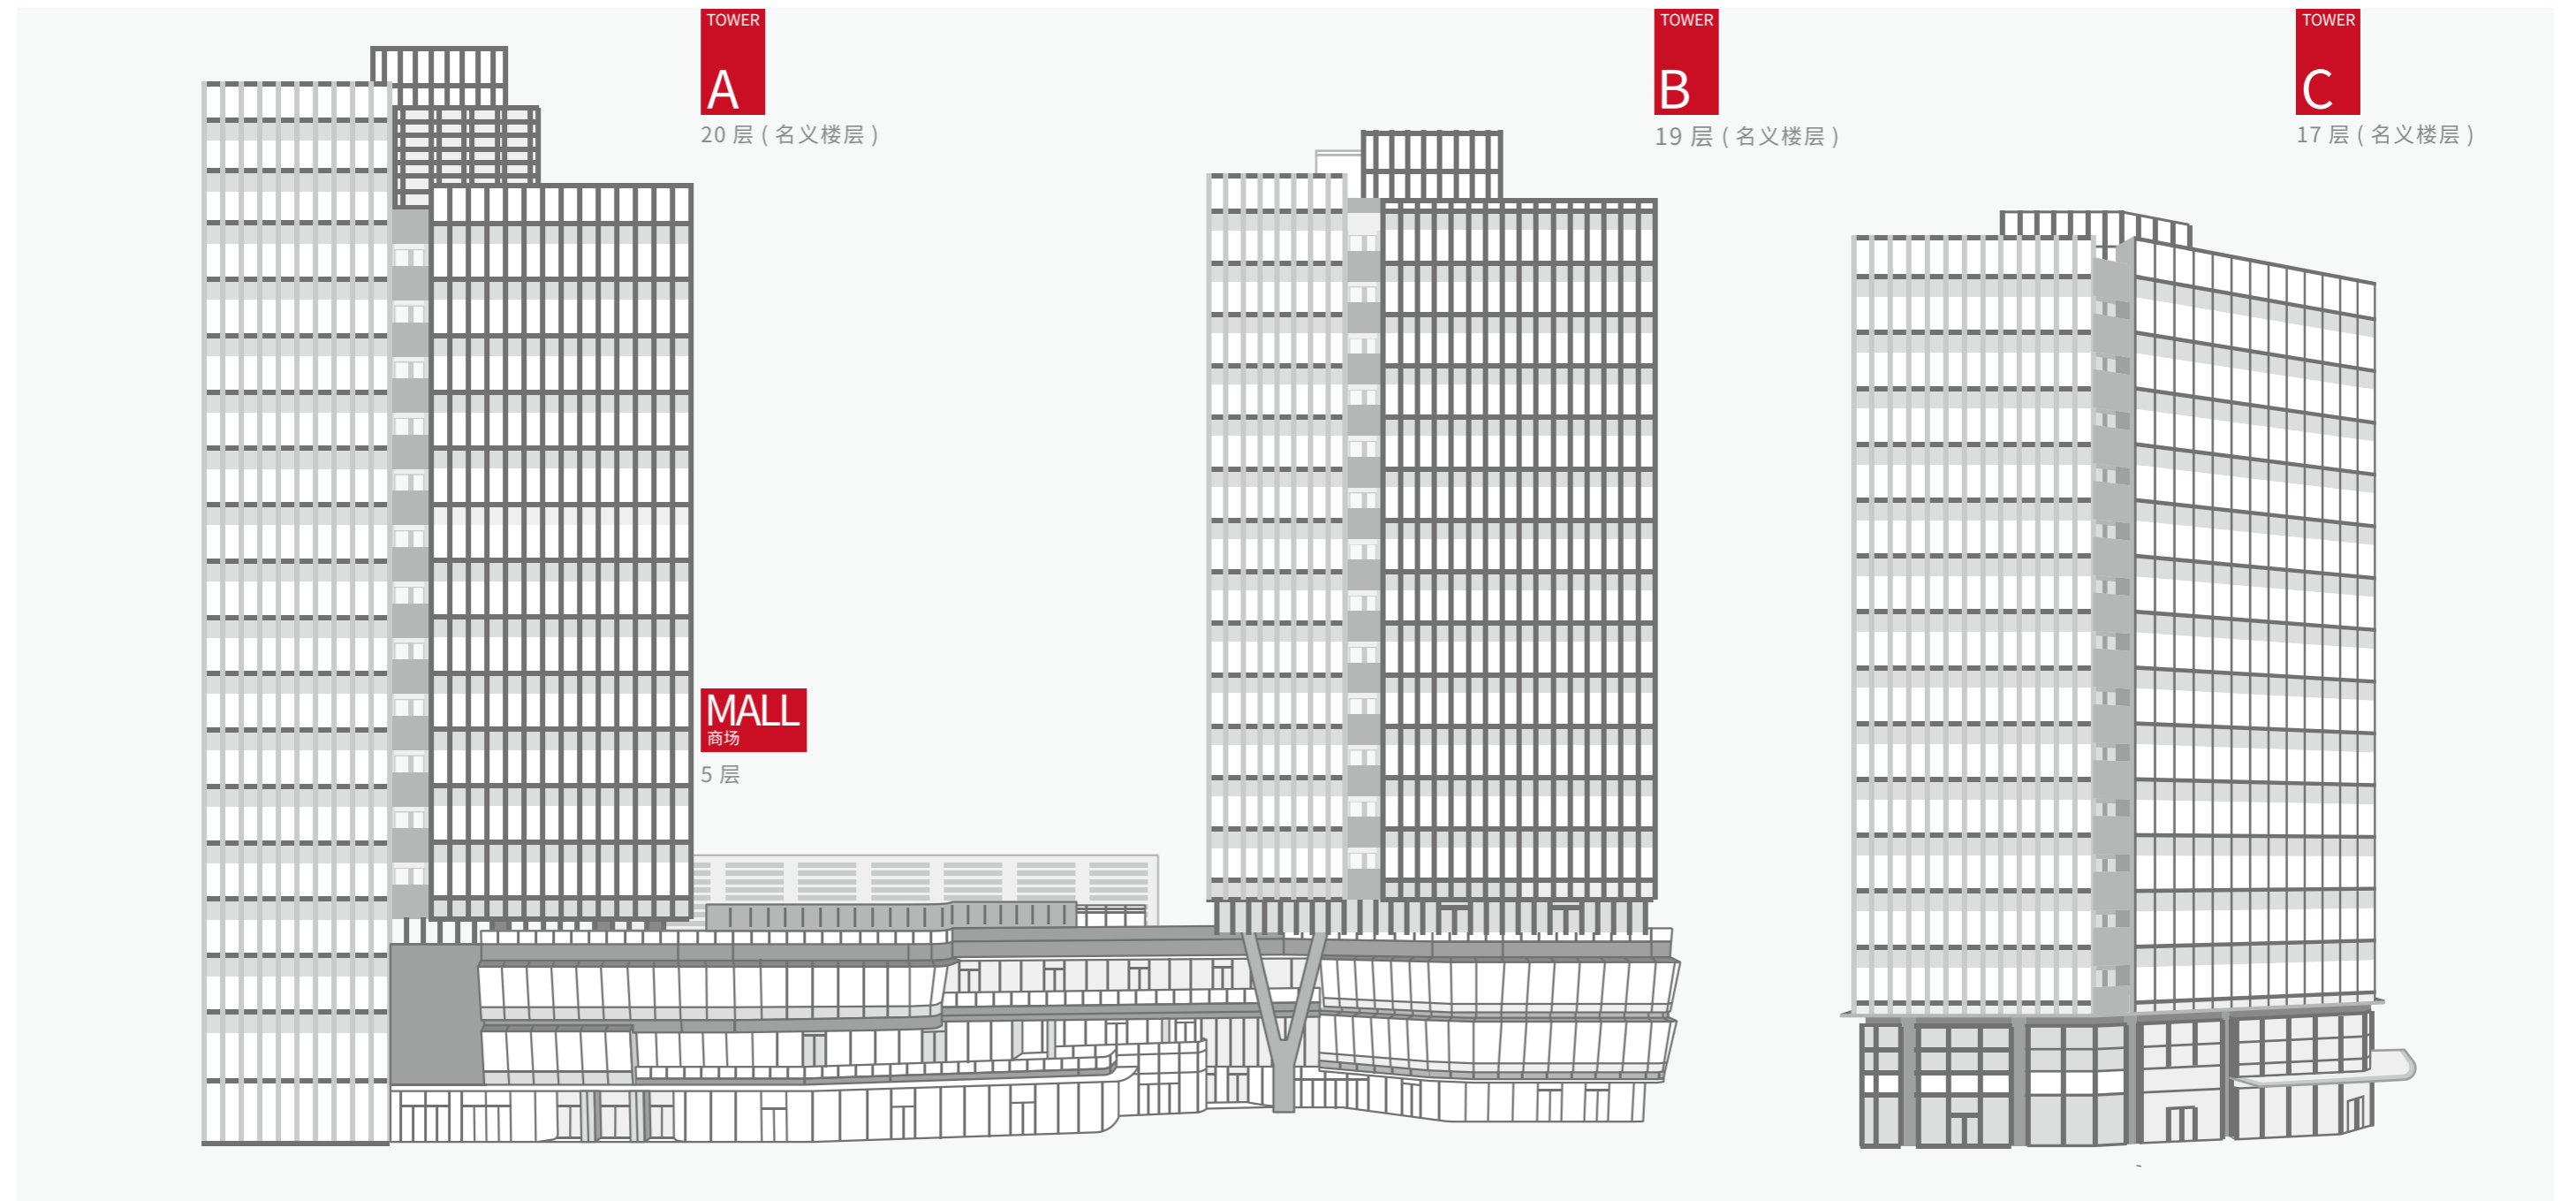 TOWER
A
20 层 ( 名义楼层 )
TOWER
B
19 层 ( 名义楼层 )
TOWER
C
17 层 ( 名义楼层 )
MALL
商场
5 层